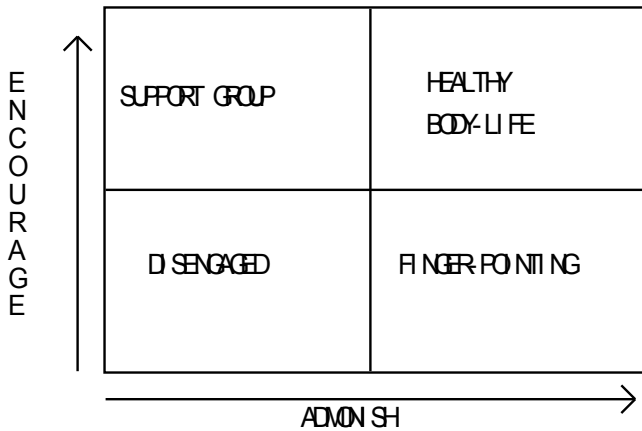 ENCOURAGE
SUPPORT GROUP
HEALTHY
BODY-LIFE
DISENGAGED
FINGER-POINTING
ADMONISH